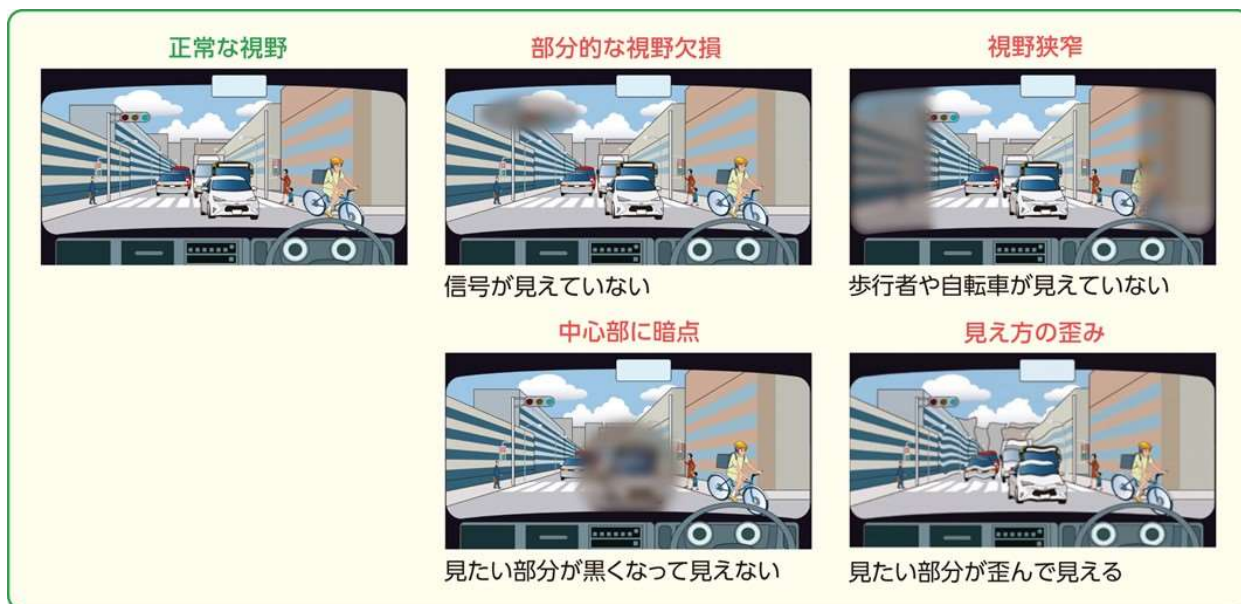 正常な視野
部分的な視野欠損
視野狭窄
信号が見えていない
歩行者や自転車が見えていない
中心部に暗点
見え方の歪み
見たい部分が黒くなって見えない
見たい部分が歪んで見える